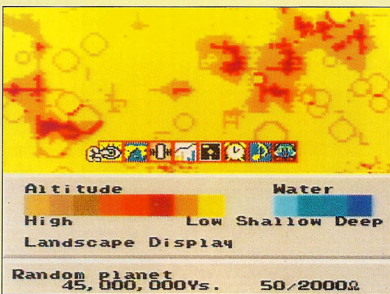 Altitude Water
High Low Shallow Deep
Landscape Display
Random planet
45,000,000Ys. 50/2000Ω